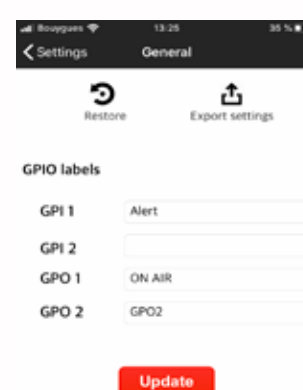 Bouygues 13:25 35 %
Settings General
Restore Export settings
GPIO labels
GPI 1 Alert
GPI 2
GPO 1 ON AIR
GPO 2 GPO2
Update